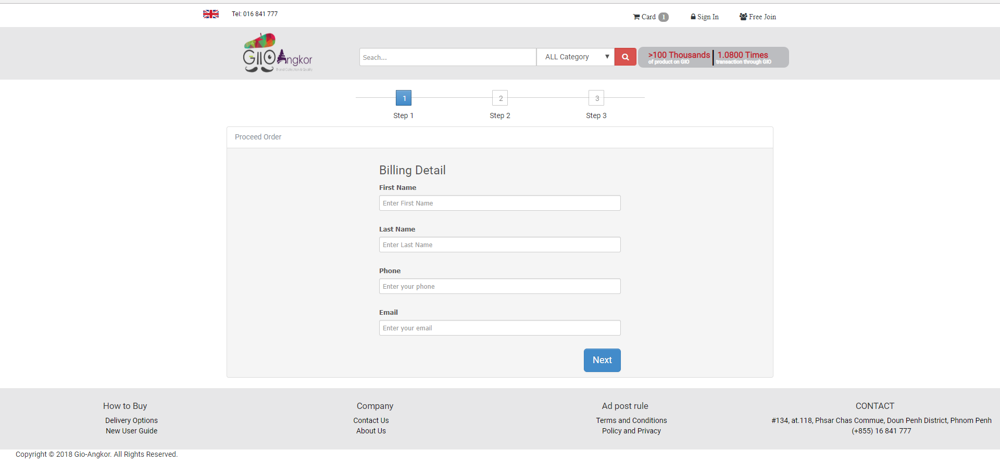 Tel: 016 841 777
Card 1
Sign In
Free Join
GIIO Angkor
Brand Collection & Quality
Seach...
ALL Category
>100 Thousands
of product on GIO
1.0800 Times
transaction through GIO
1
2
3
Step 1
Step 2
Step 3
Proceed Order
Billing Detail
First Name
Enter First Name
Last Name
Enter Last Name
Phone
Enter your phone
Email
Enter your email
Next
How to Buy
Delivery Options
New User Guide
Company
Contact Us
About Us
Ad post rule
Terms and Conditions
Policy and Privacy
CONTACT
#134, at.118, Phsar Chas Commue, Doun Penh District, Phnom Penh
(+855) 16 841 777
Copyright © 2018 Gio-Angkor. All Rights Reserved.